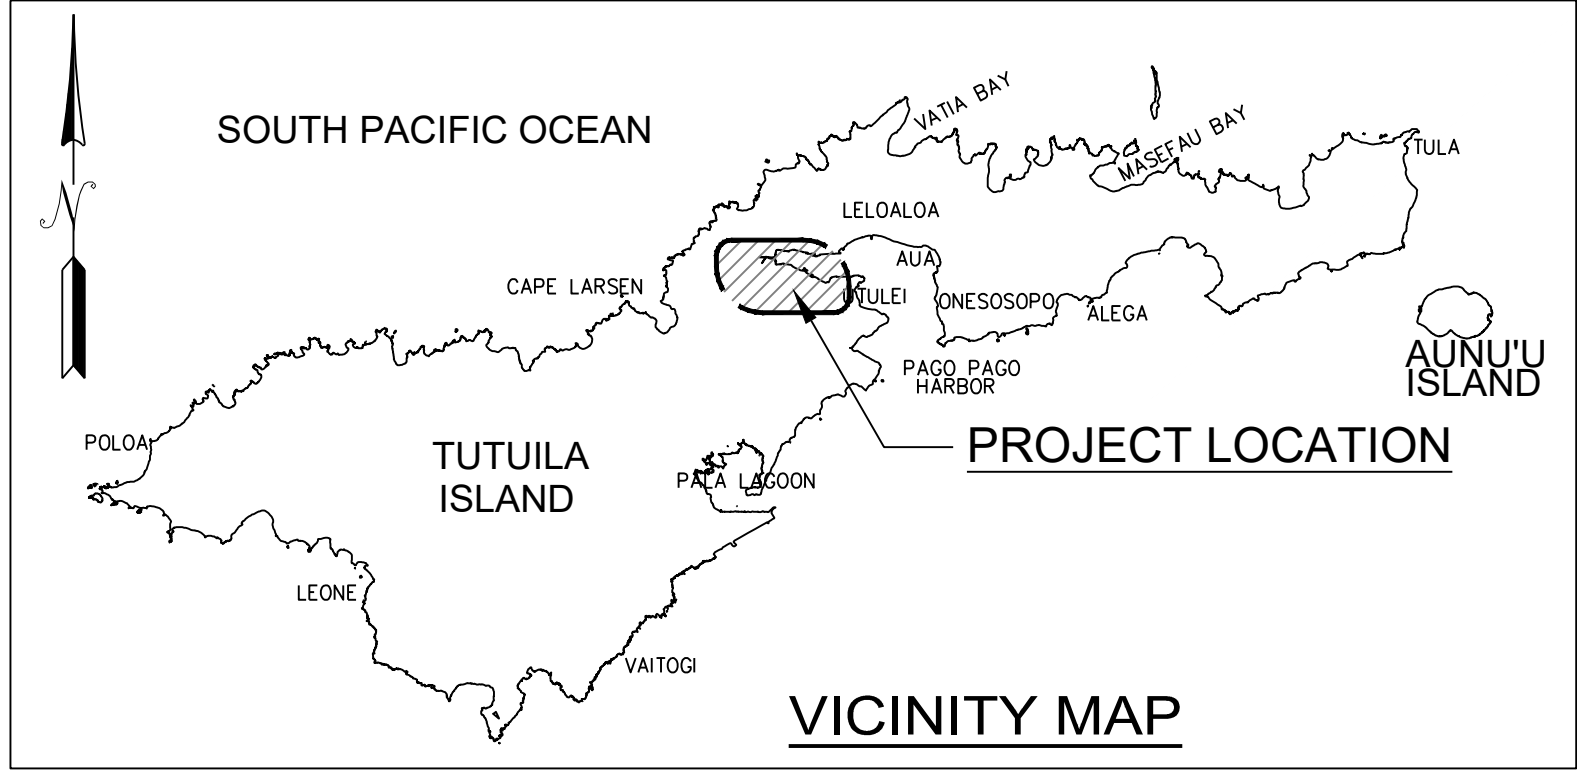 SOUTH PACIFIC OCEAN
VATIA BAY
MASEFAU BAY
TULA
N
LELOALOA
AUA
CAPE LARSEN
UTULEI
ONESOSOPO
ALEGA
AUNU'U
ISLAND
PAGO PAGO
HARBOR
POLOA
TUTUILA
ISLAND
PROJECT LOCATION
PALA LAGOON
LEONE
VAITOGI
VICINITY MAP